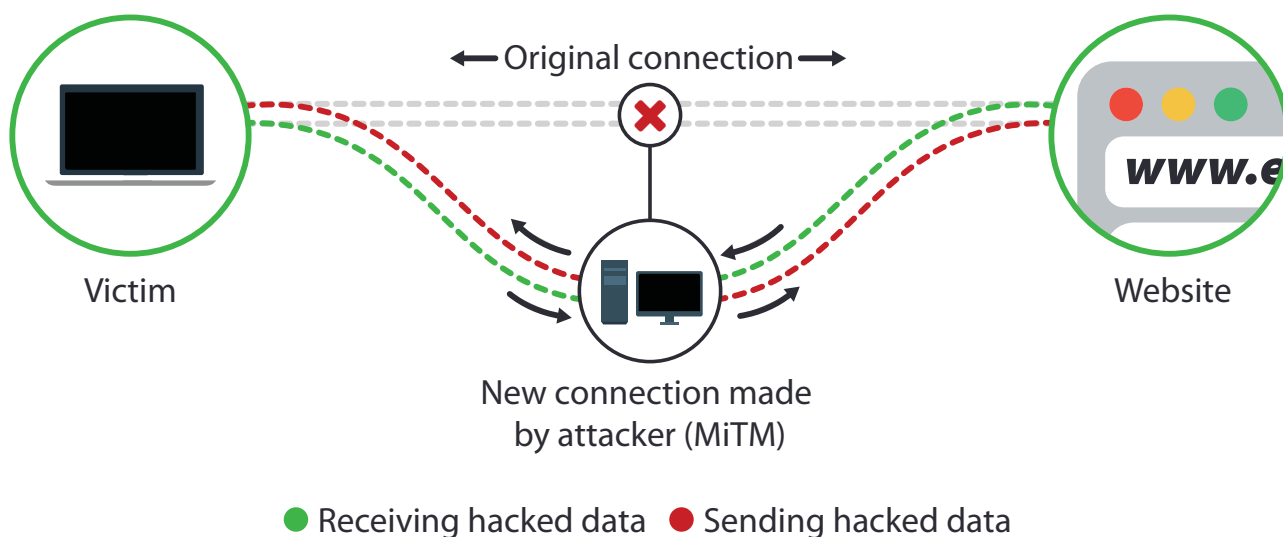 Original connection
www.e
Victim
Website
New connection made
by attacker (MiTM)
Receiving hacked data
Sending hacked data